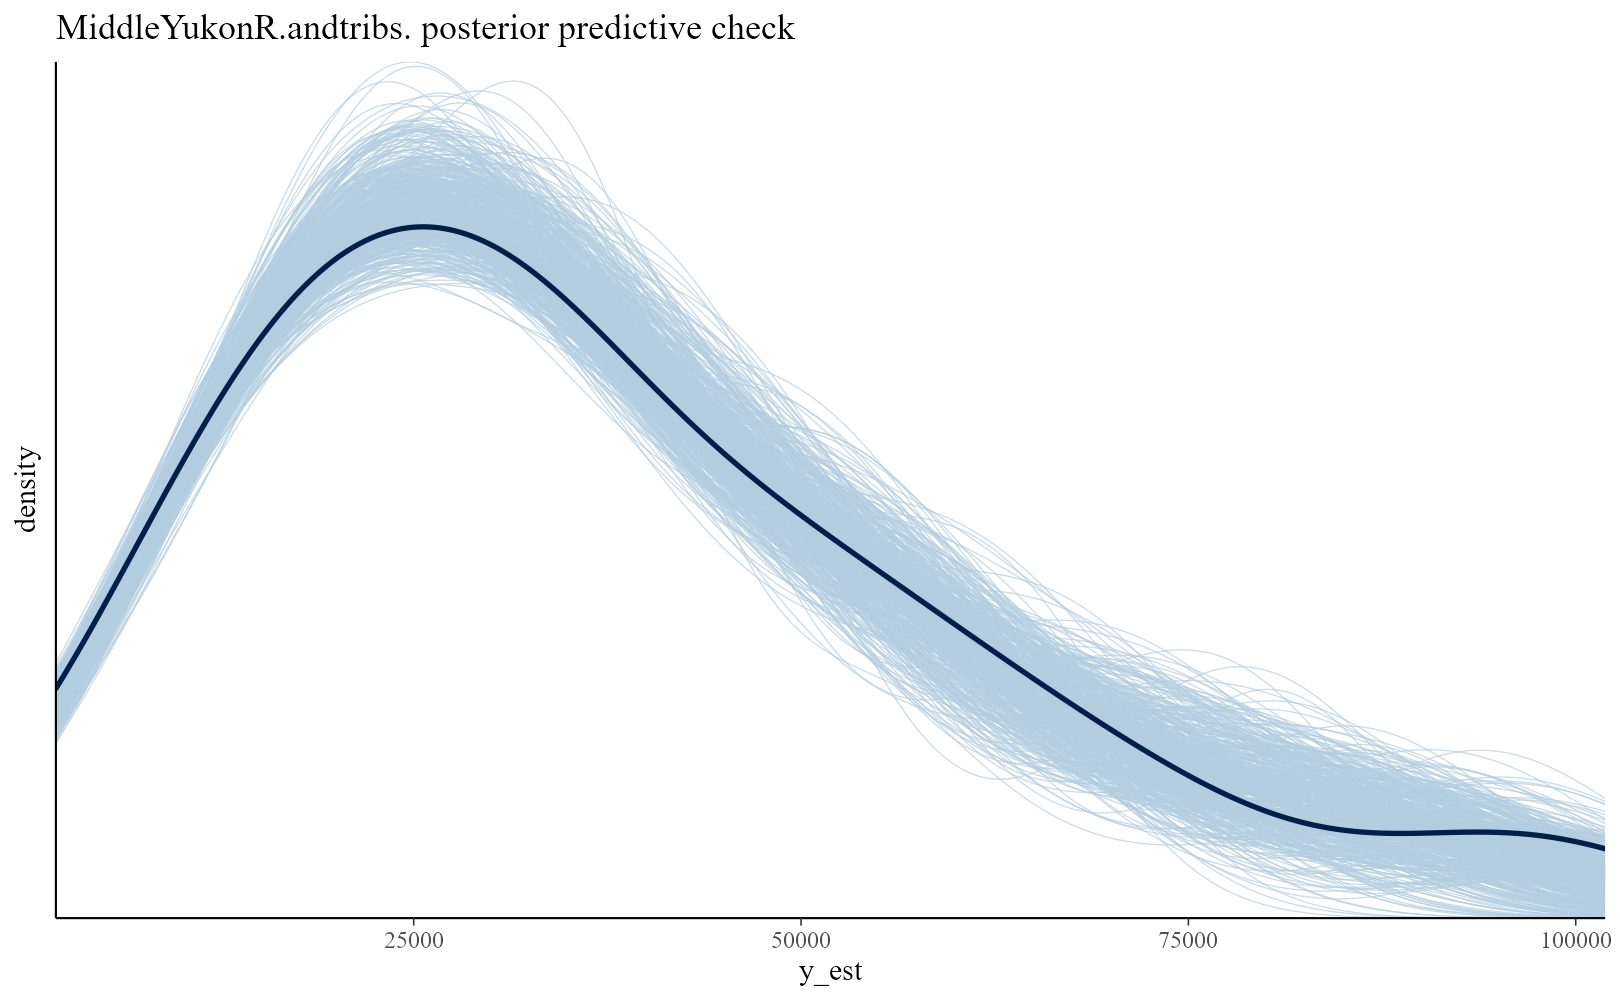 MiddleYukonR.andtribs. posterior predictive check
density
25000
50000
75000
100000
y_est